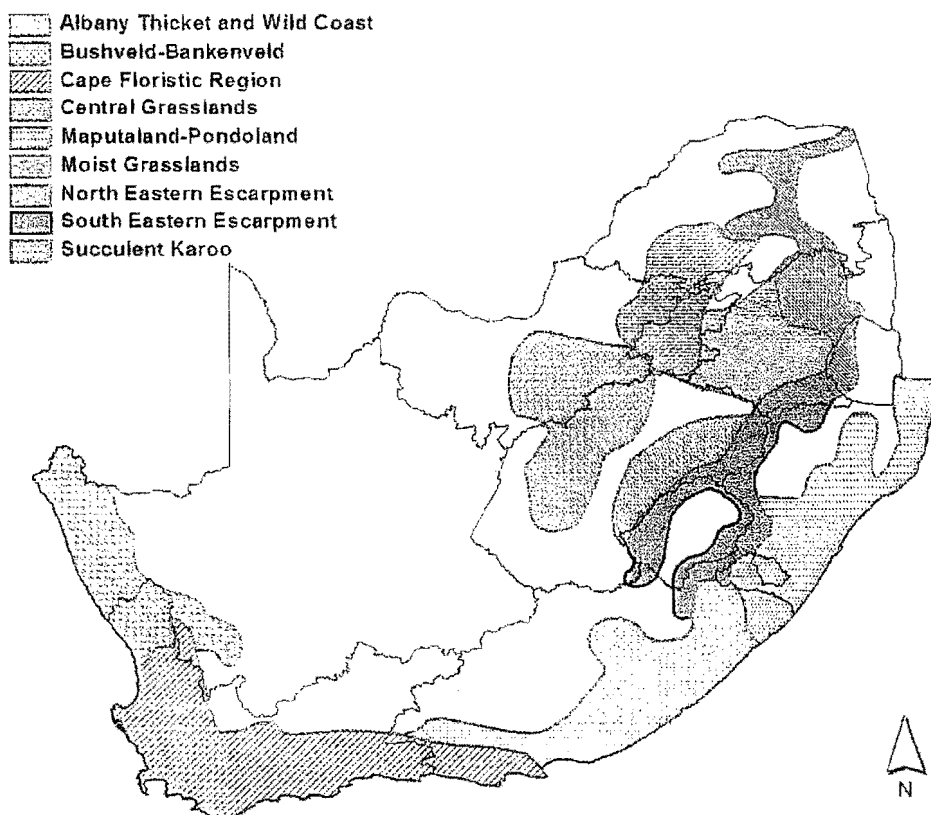 Albany Thicket and Wild Coast
Bushveld-Bankenveld
Cape Floristic Region
Central Grasslands
Maputaland-Pondoland
Moist Grasslands
North Eastern Escarpment
South Eastern Escarpment
Succulent Karoo
N